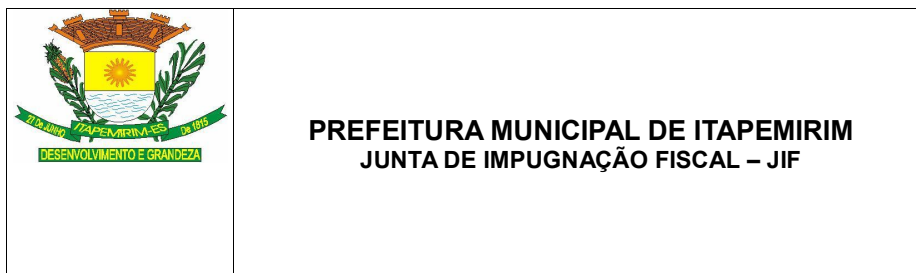 27 De JUNHO ITAPEMIRIM-ES De 1815
DESENVOLVIMENTO E GRANDEZA
PREFEITURA MUNICIPAL DE ITAPEMIRIM
JUNTA DE IMPUGNAÇÃO FISCAL – JIF